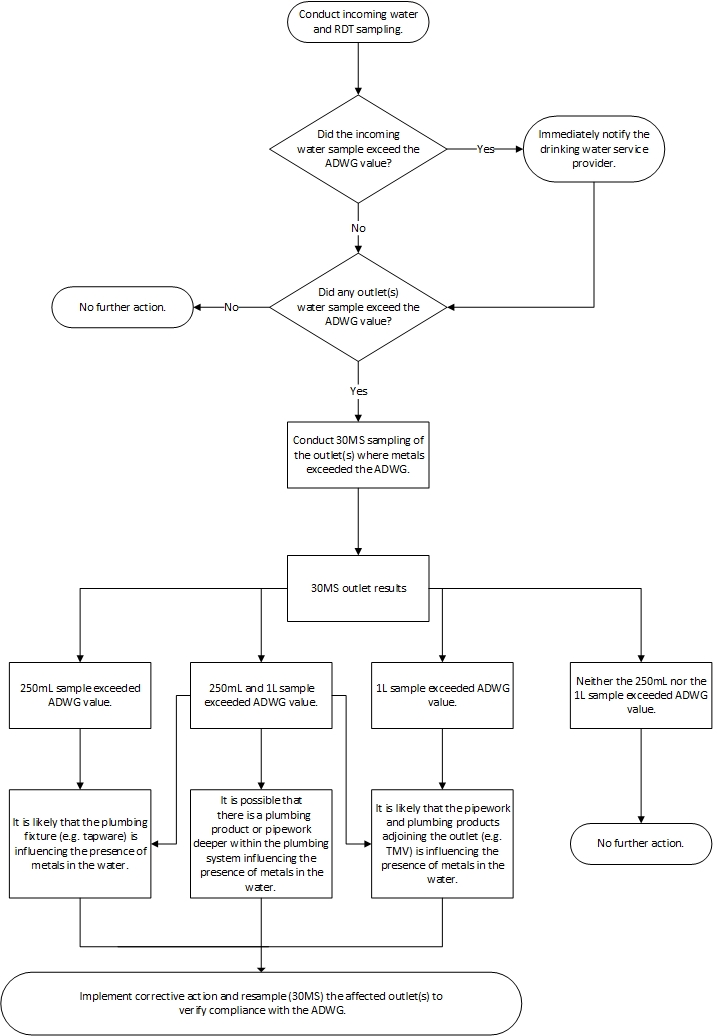 Conduct incoming water
and RDT sampling.
Did the incoming
water sample exceed the
ADWG value?
Yes
Immediately notify the
drinking water service
provider.
No
Did any outlet(s)
water sample exceed the
ADWG value?
No
No further action.
Yes
Conduct 30MS sampling of
the outlet(s) where metals
exceeded the ADWG.
30MS outlet results
250mL sample exceeded
ADWG value.
250mL and 1L sample
exceeded ADWG value.
1L sample exceeded ADWG
value.
Neither the 250mL nor the
1L sample exceeded ADWG
value.
It is likely that the plumbing
fixture (e.g. tapware) is
influencing the presence of
metals in the water.
It is possible that
there is a plumbing
product or pipework
deeper within the plumbing
system influencing the
presence of metals in the
water.
It is likely that the pipework
and plumbing products
adjoining the outlet (e.g.
TMV) is influencing the
presence of metals in the
water.
No further action.
Implement corrective action and resample (30MS) the affected outlet(s) to
verify compliance with the ADWG.